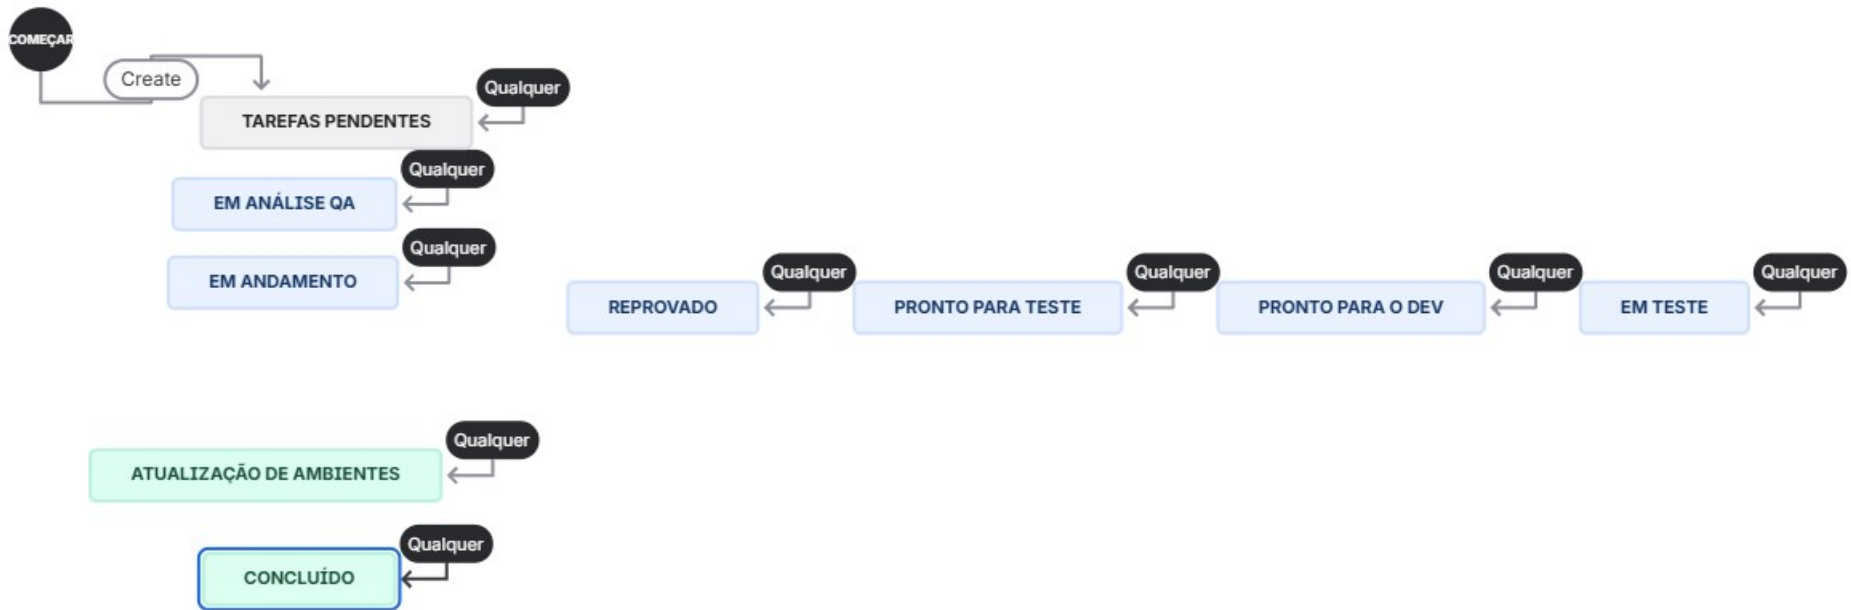 COMEÇAR
Create
Qualquer
TAREFAS PENDENTES
Qualquer
EM ANÁLISE QA
Qualquer
EM ANDAMENTO
Qualquer
REPROVADO
Qualquer
PRONTO PARA TESTE
Qualquer
PRONTO PARA O DEV
Qualquer
EM TESTE
Qualquer
ATUALIZAÇÃO DE AMBIENTES
Qualquer
CONCLUÍDO